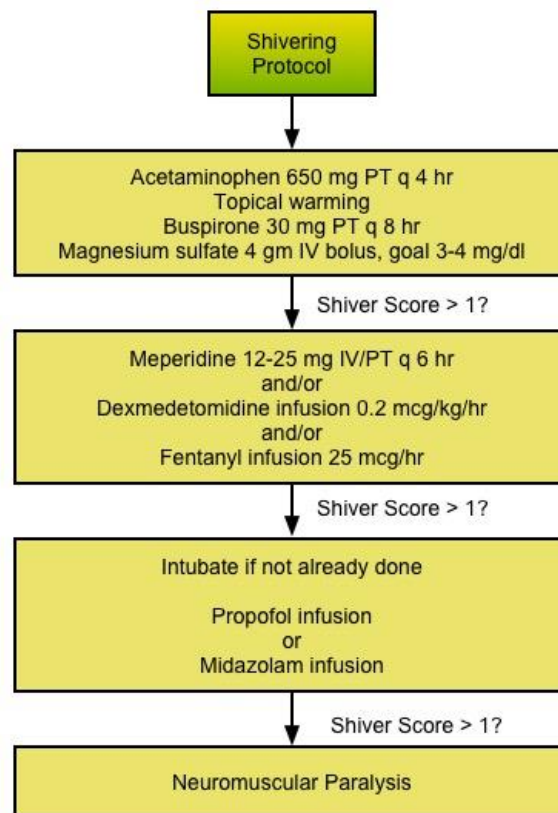 Shivering
Protocol
Acetaminophen 650 mg PT q 4 hr
Topical warming
Buspirone 30 mg PT q 8 hr
Magnesium sulfate 4 gm IV bolus, goal 3-4 mg/dl
Shiver Score > 1?
Meperidine 12-25 mg IV/PT q 6 hr
and/or
Dexmedetomidine infusion 0.2 mcg/kg/hr
and/or
Fentanyl infusion 25 mcg/hr
Shiver Score > 1?
Intubate if not already done
Propofol infusion
or
Midazolam infusion
Shiver Score > 1?
Neuromuscular Paralysis